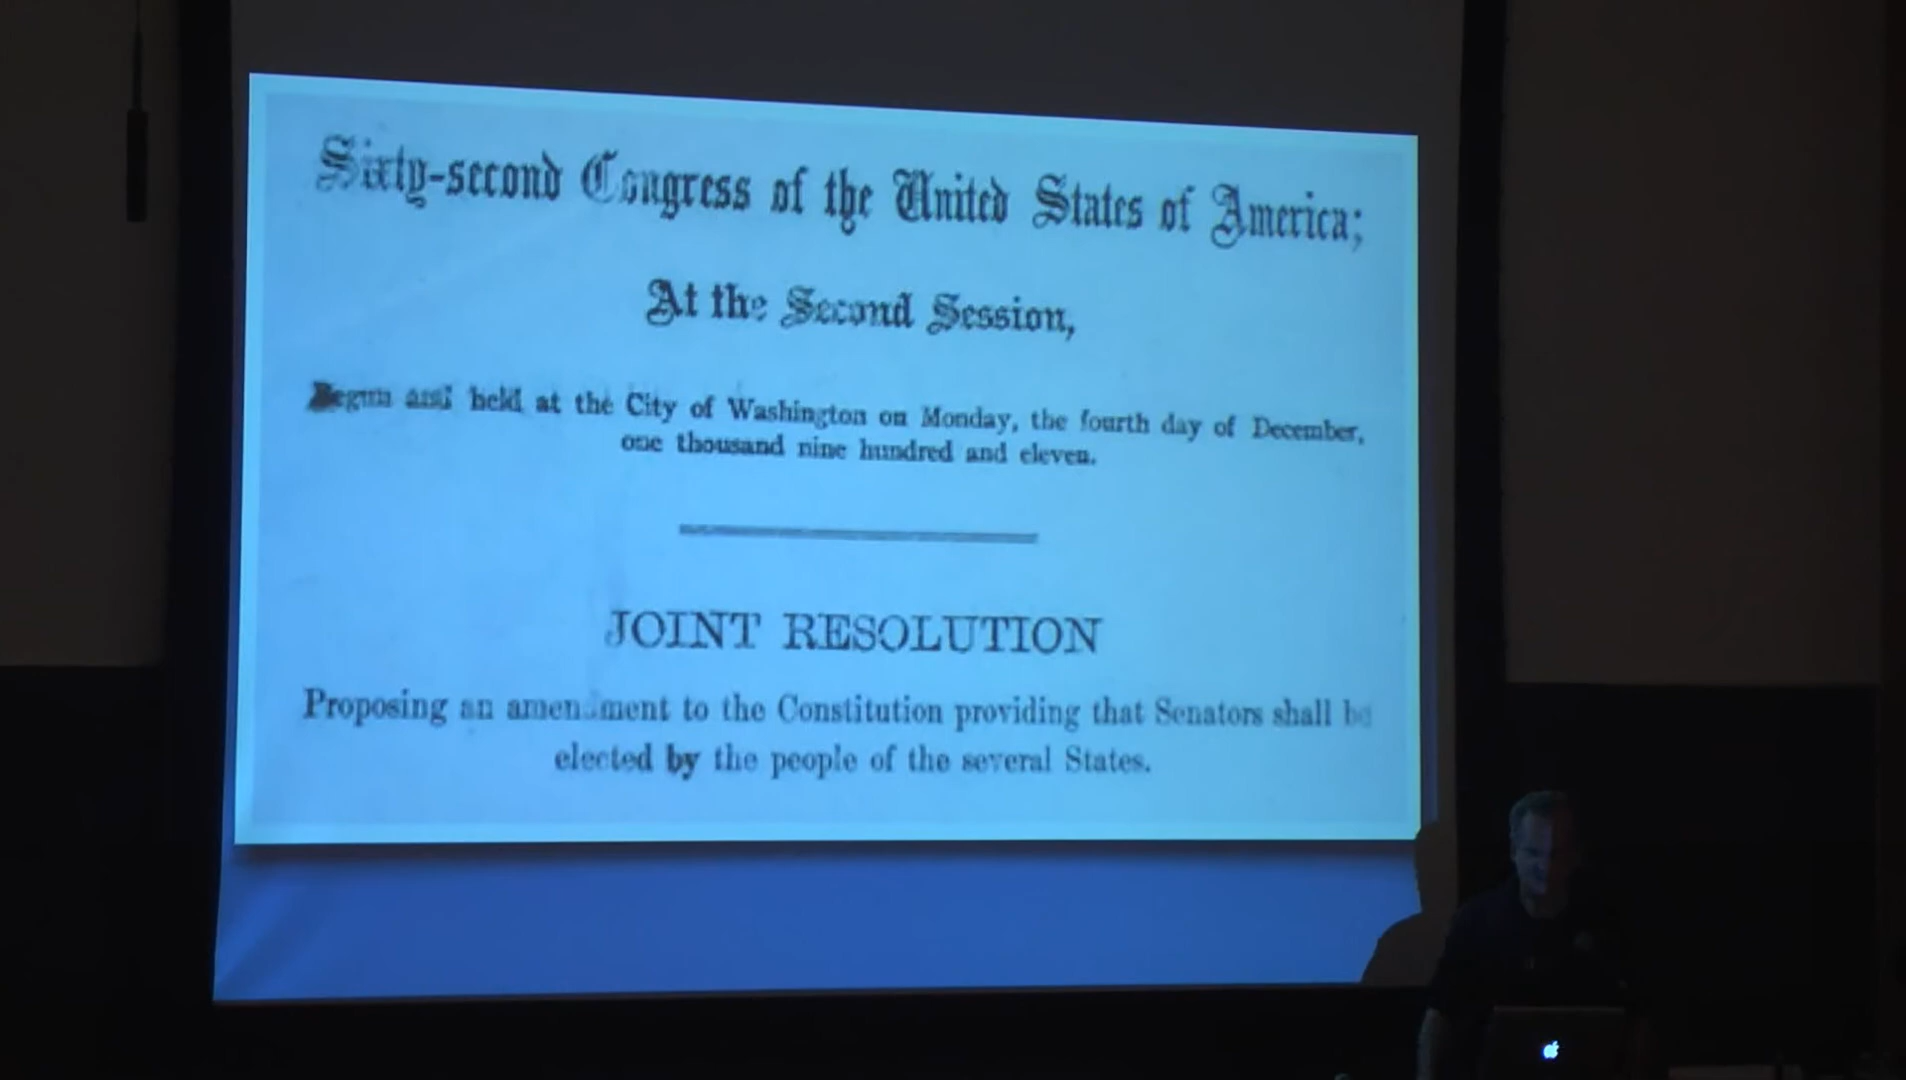 Sixty-second Congress of the United States of America;
At the Second Session,
Begun and held at the City of Washington on Monday, the fourth day of December,
one thousand nine hundred and eleven.
JOINT RESOLUTION
Proposing an amendment to the Constitution providing that Senators shall be
elected by the people of the several States.